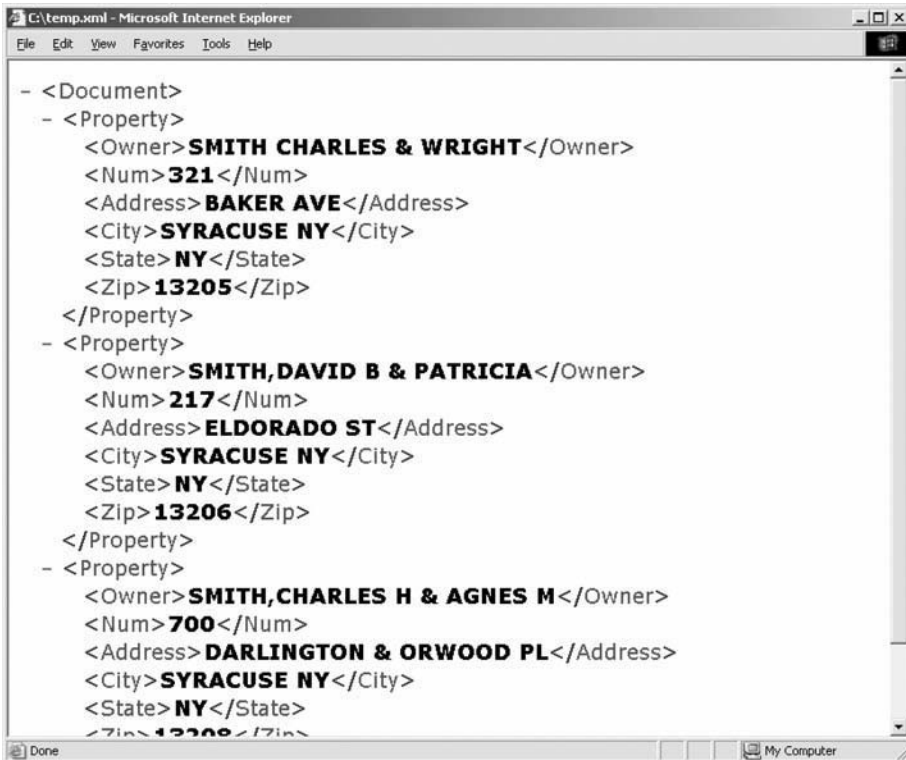 C:\temp.xml - Microsoft Internet Explorer
File Edit View Favorites Tools Help
- <Document>
- <Property>
<Owner>SMITH CHARLES & WRIGHT</Owner>
<Num>321</Num>
<Address>BAKER AVE</Address>
<City>SYRACUSE NY</City>
<State>NY</State>
<Zip>13205</Zip>
</Property>
- <Property>
<Owner>SMITH,DAVID B & PATRICIA</Owner>
<Num>217</Num>
<Address>ELDORADO ST</Address>
<City>SYRACUSE NY</City>
<State>NY</State>
<Zip>13206</Zip>
</Property>
- <Property>
<Owner>SMITH,CHARLES H & AGNES M</Owner>
<Num>700</Num>
<Address>DARLINGTON & ORWOOD PL</Address>
<City>SYRACUSE NY</City>
<State>NY</State>
<Zip>13208</Zip>
Done My Computer